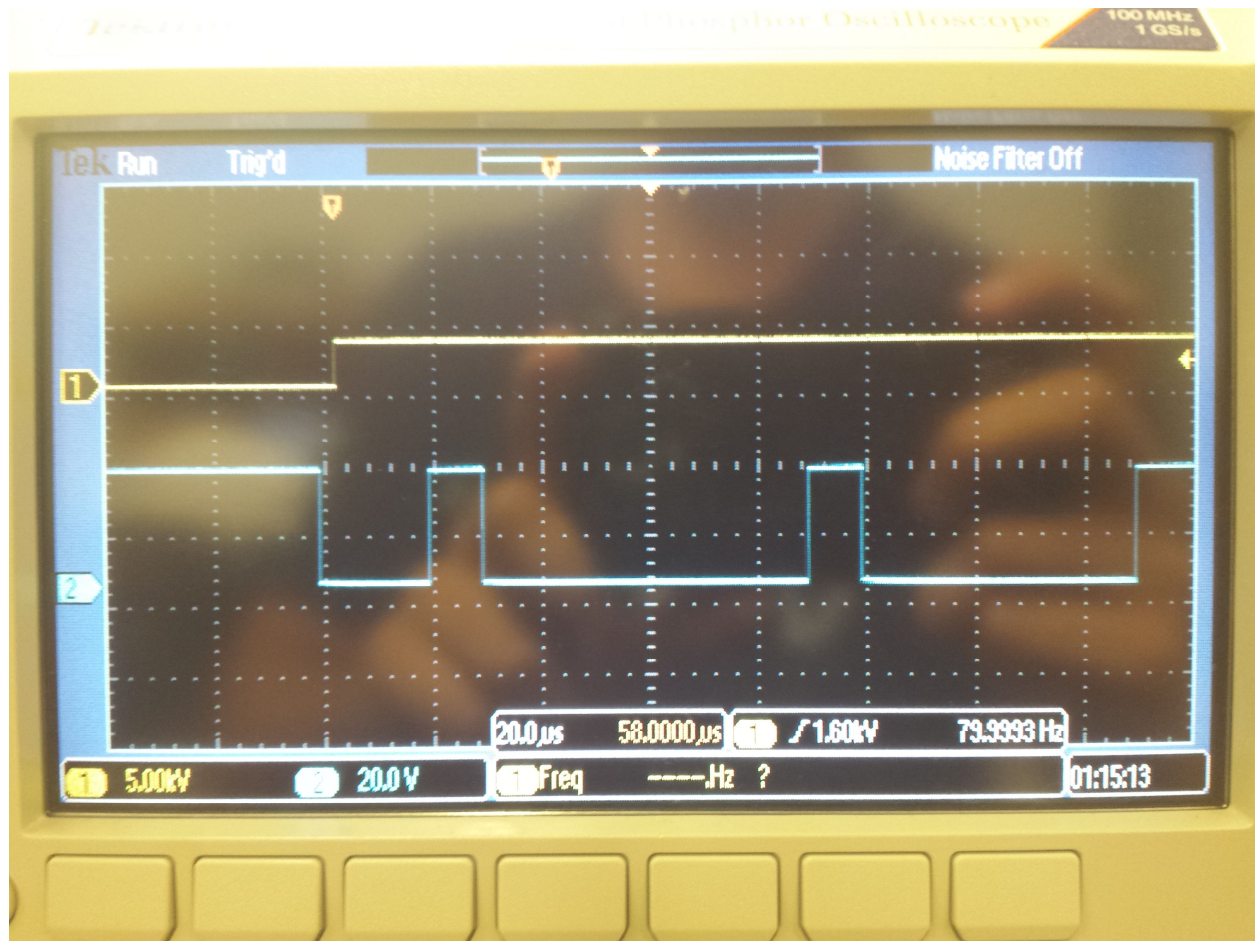 Phosphor Oscilloscope
100 MHz
1 GS/s
Tek Run Trig'd Noise Filter Off
1
2
20.0µs 58.0000µs 1 1.60kV 79.9993 Hz
1 5.00kV 2 20.0 V 1 Freq -----.Hz ? 01:15:13